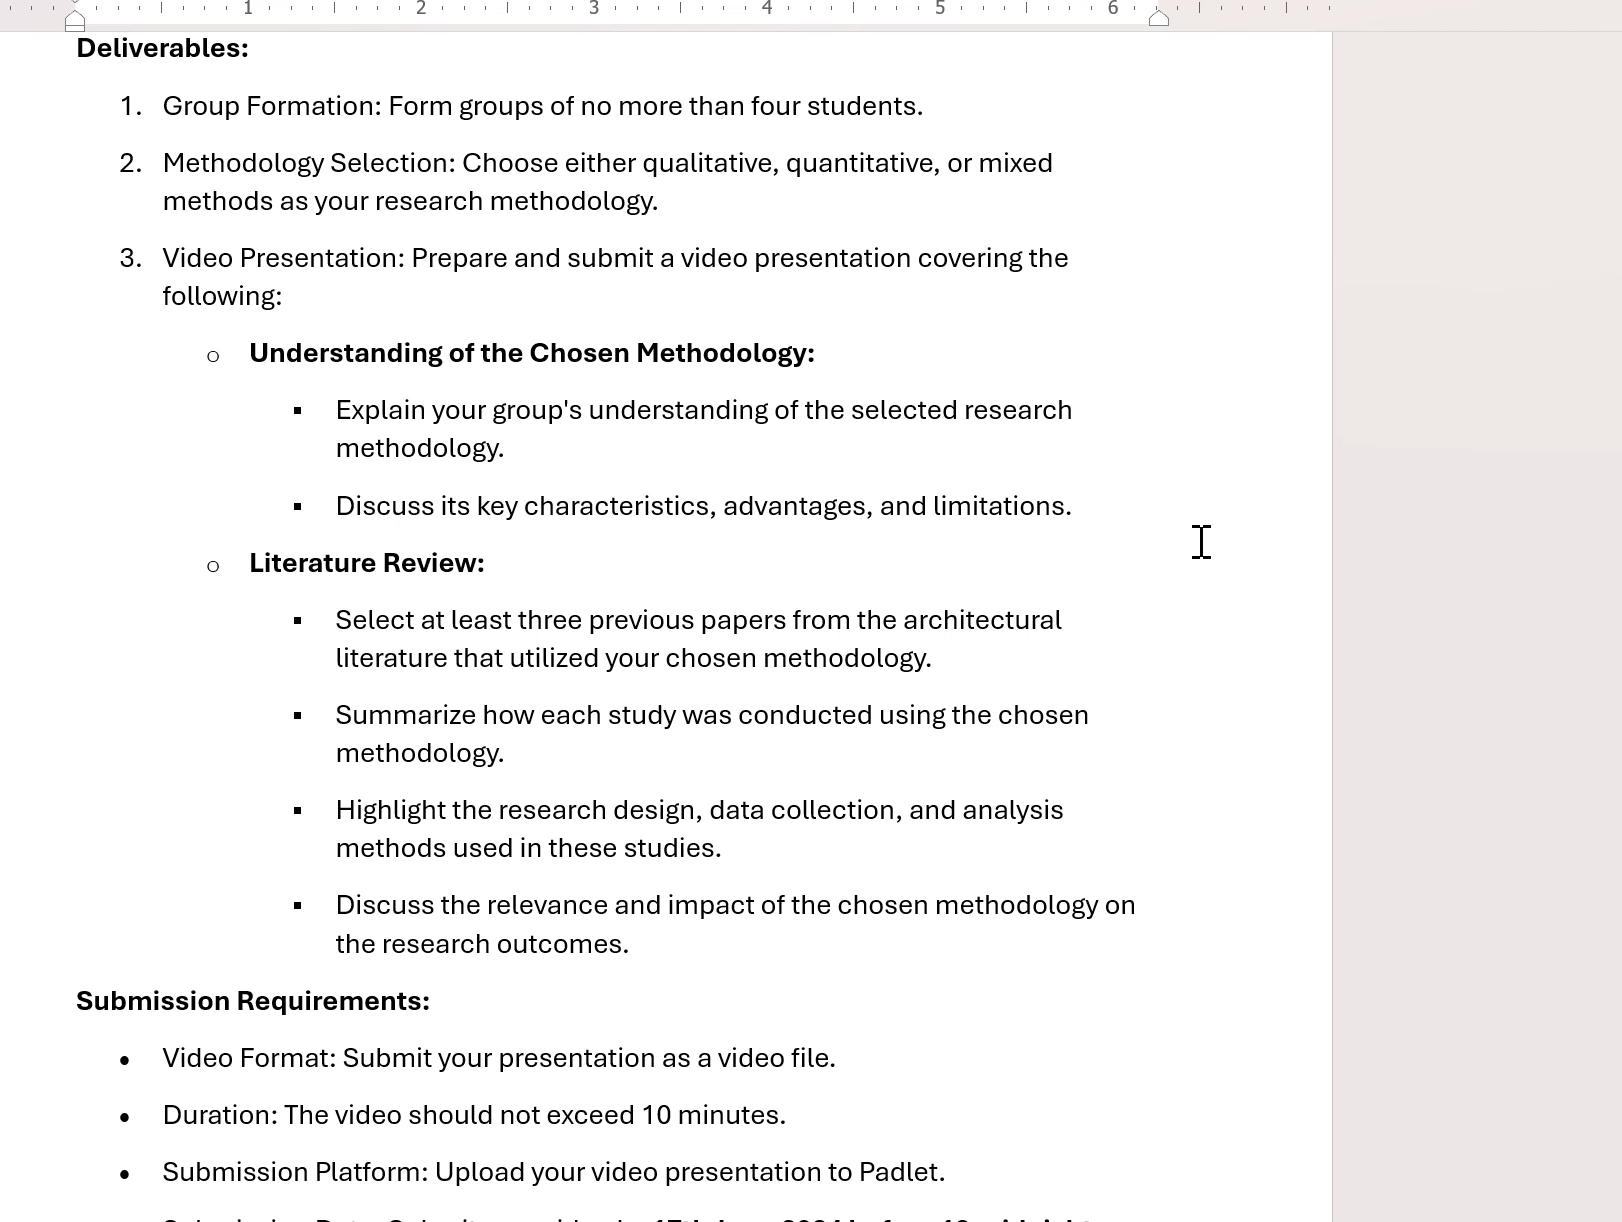 1 2 3 4 5 6
Deliverables:
1. Group Formation: Form groups of no more than four students.
2. Methodology Selection: Choose either qualitative, quantitative, or mixed
methods as your research methodology.
3. Video Presentation: Prepare and submit a video presentation covering the
following:
o Understanding of the Chosen Methodology:
▪ Explain your group's understanding of the selected research
methodology.
▪ Discuss its key characteristics, advantages, and limitations.
o Literature Review:
▪ Select at least three previous papers from the architectural
literature that utilized your chosen methodology.
▪ Summarize how each study was conducted using the chosen
methodology.
▪ Highlight the research design, data collection, and analysis
methods used in these studies.
▪ Discuss the relevance and impact of the chosen methodology on
the research outcomes.
Submission Requirements:
• Video Format: Submit your presentation as a video file.
• Duration: The video should not exceed 10 minutes.
• Submission Platform: Upload your video presentation to Padlet.